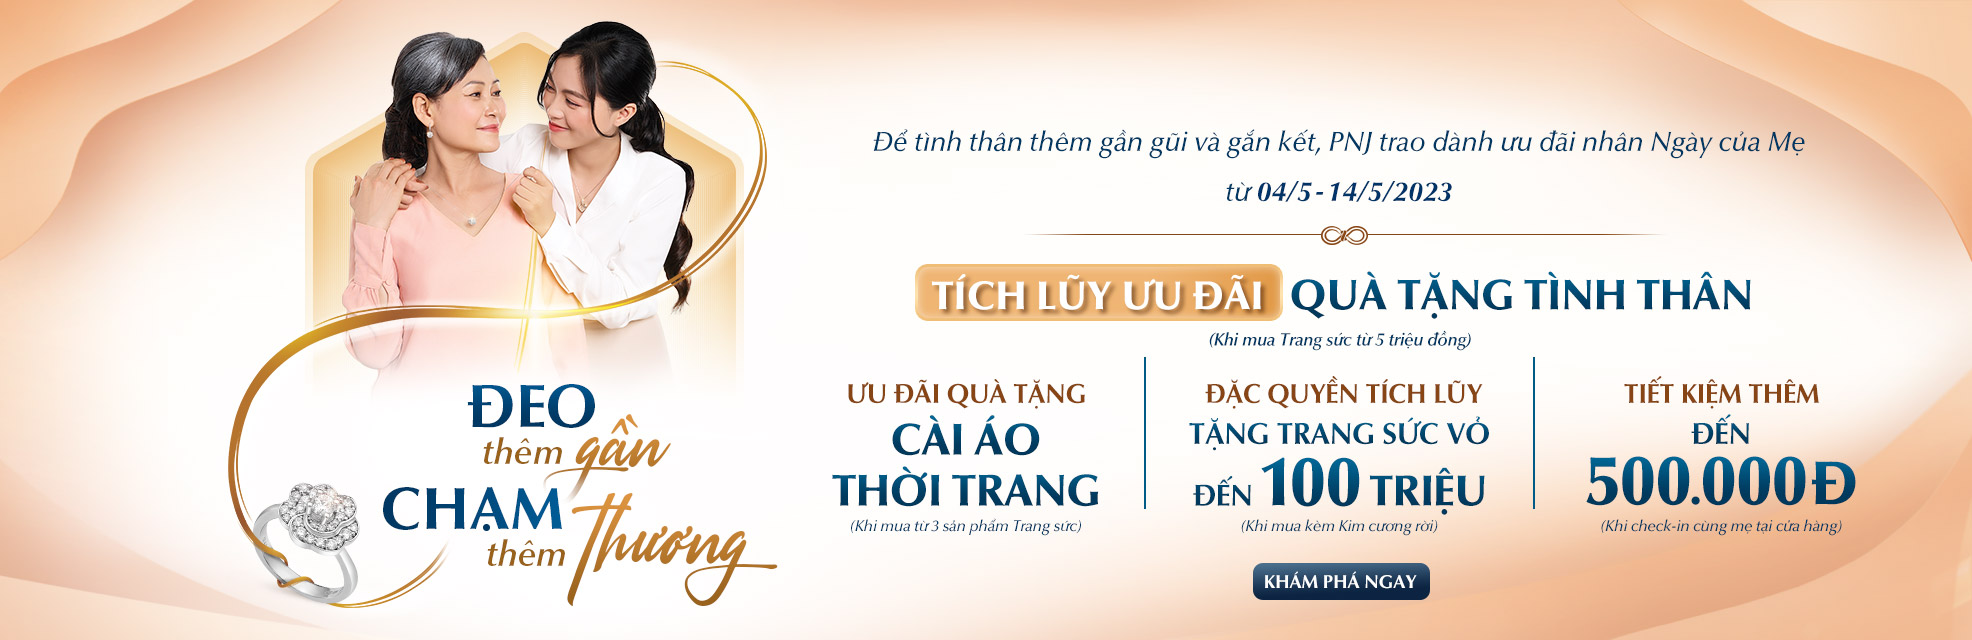 ĐEO
thêm gần
CHẠM
thêm Thương
Để tình thân thêm gần gũi và gắn kết, PNJ trao dành ưu đãi nhân Ngày của Mẹ
từ 04/5 - 14/5/2023
TÍCH LŨY ƯU ĐÃI QUÀ TẶNG TÌNH THÂN
(Khi mua Trang sức từ 5 triệu đồng)
ƯU ĐÃI QUÀ TẶNG
CÀI ÁO
THỜI TRANG
(Khi mua từ 3 sản phẩm Trang sức)
ĐẶC QUYỀN TÍCH LŨY
TẶNG TRANG SỨC VỎ
ĐẾN 100 TRIỆU
(Khi mua kèm Kim cương rời)
TIẾT KIỆM THÊM
ĐẾN
500.000Đ
(Khi check-in cùng mẹ tại cửa hàng)
KHÁM PHÁ NGAY